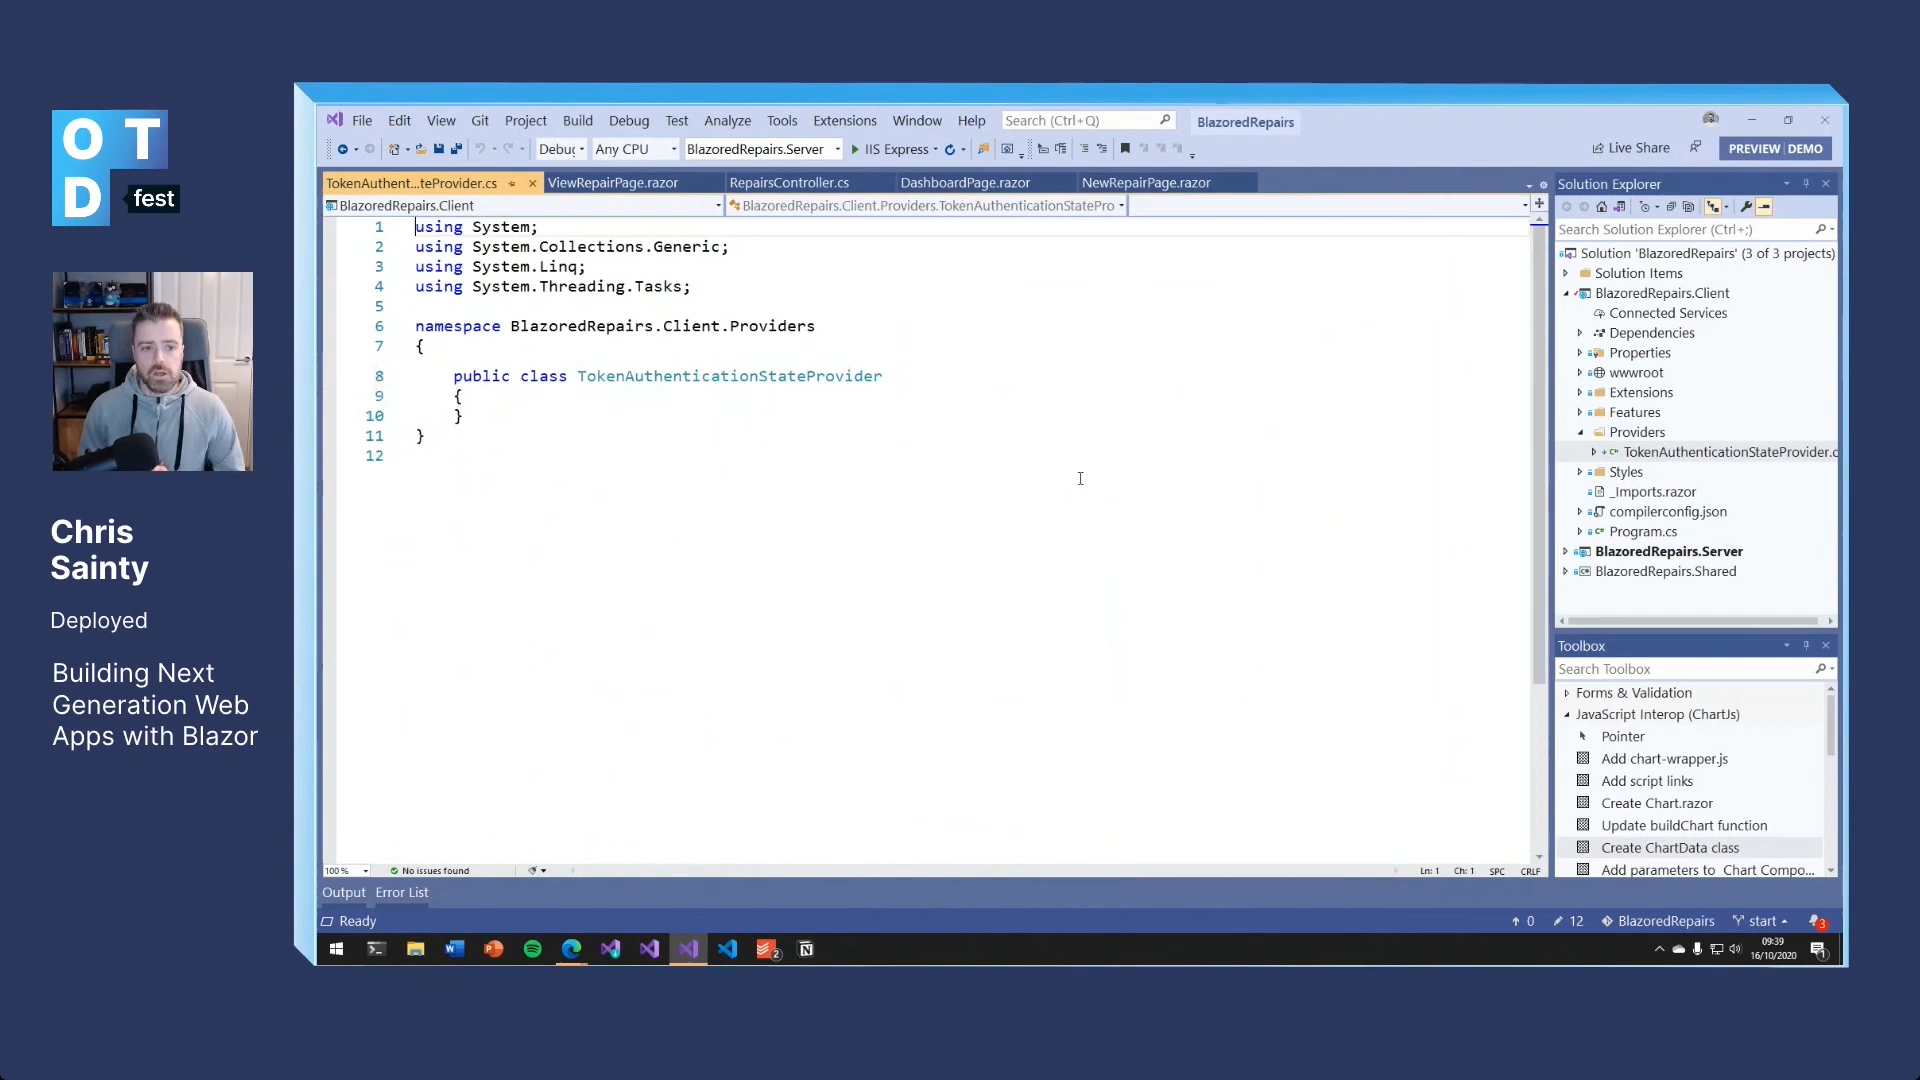 O T
D fest
Chris
Sainty
Deployed
Building Next
Generation Web
Apps with Blazor
File Edit View Git Project Build Debug Test Analyze Tools Extensions Window Help Search (Ctrl+Q) BlazoredRepairs
Debug Any CPU BlazoredRepairs.Server IIS Express Live Share PREVIEW DEMO
TokenAuthent...teProvider.cs ViewRepairPage.razor RepairsController.cs DashboardPage.razor NewRepairPage.razor
BlazoredRepairs.Client BlazoredRepairs.Client.Providers.TokenAuthenticationStatePro
1 using System;
2 using System.Collections.Generic;
3 using System.Linq;
4 using System.Threading.Tasks;
5
6 namespace BlazoredRepairs.Client.Providers
7 {
8 public class TokenAuthenticationStateProvider
9 {
10 }
11 }
12
100 % No issues found Ln: 1 Ch: 1 SPC CRLF
Output Error List
Solution Explorer
Search Solution Explorer (Ctrl+;)
Solution 'BlazoredRepairs' (3 of 3 projects)
Solution Items
BlazoredRepairs.Client
Connected Services
Dependencies
Properties
wwwroot
Extensions
Features
Providers
TokenAuthenticationStateProvider.c
Styles
_Imports.razor
compilerconfig.json
Program.cs
BlazoredRepairs.Server
BlazoredRepairs.Shared
Toolbox
Search Toolbox
Forms & Validation
JavaScript Interop (ChartJs)
Pointer
Add chart-wrapper.js
Add script links
Create Chart.razor
Update buildChart function
Create ChartData class
Add parameters to Chart Compo...
Ready 0 12 BlazoredRepairs start 3
2 09:39
16/10/2020 1